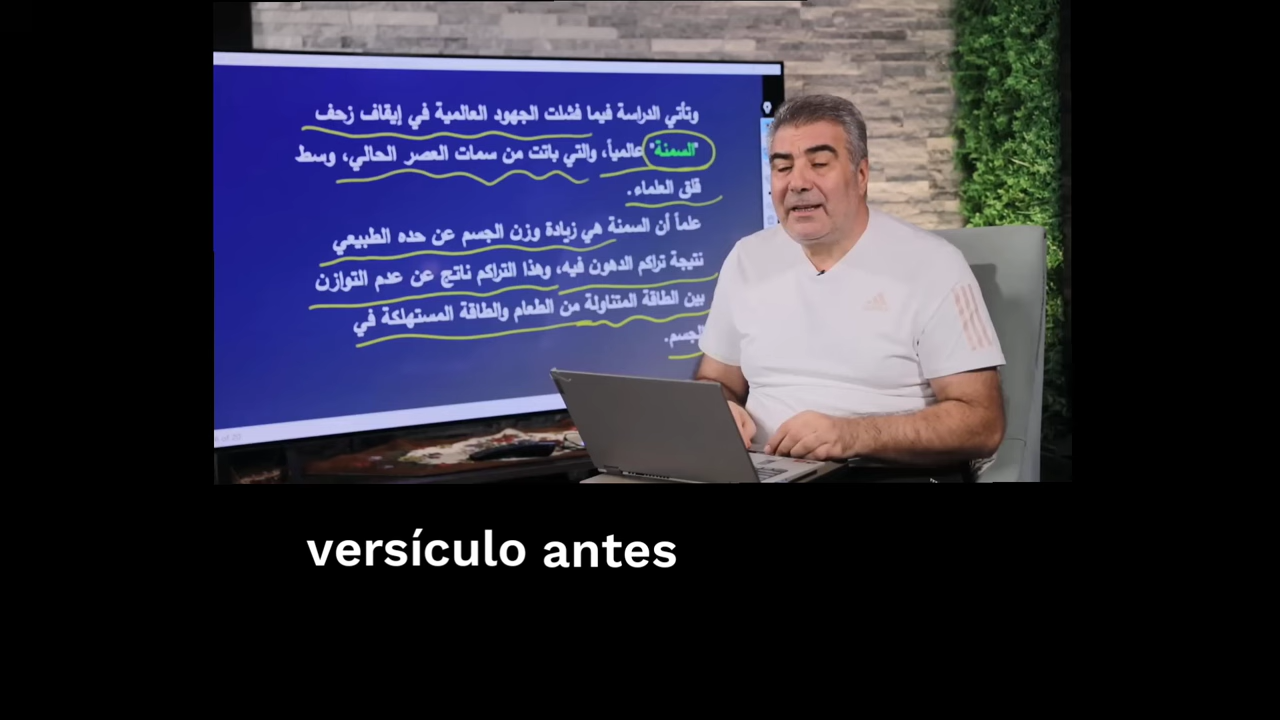 وتأتي الدراسة فيما فشلت الجهود العالمية في إيقاف زحف
"السمنة" عالمياً، والتي باتت من سمات العصر الحالي، وسط
قلق العلماء.
علماً أن السمنة هي زيادة وزن الجسم عن حده الطبيعي
نتيجة تراكم الدهون فيه، وهذا التراكم ناتج عن عدم التوازن
بين الطاقة المتناولة من الطعام والطاقة المستهلكة في
الجسم.
versículo antes